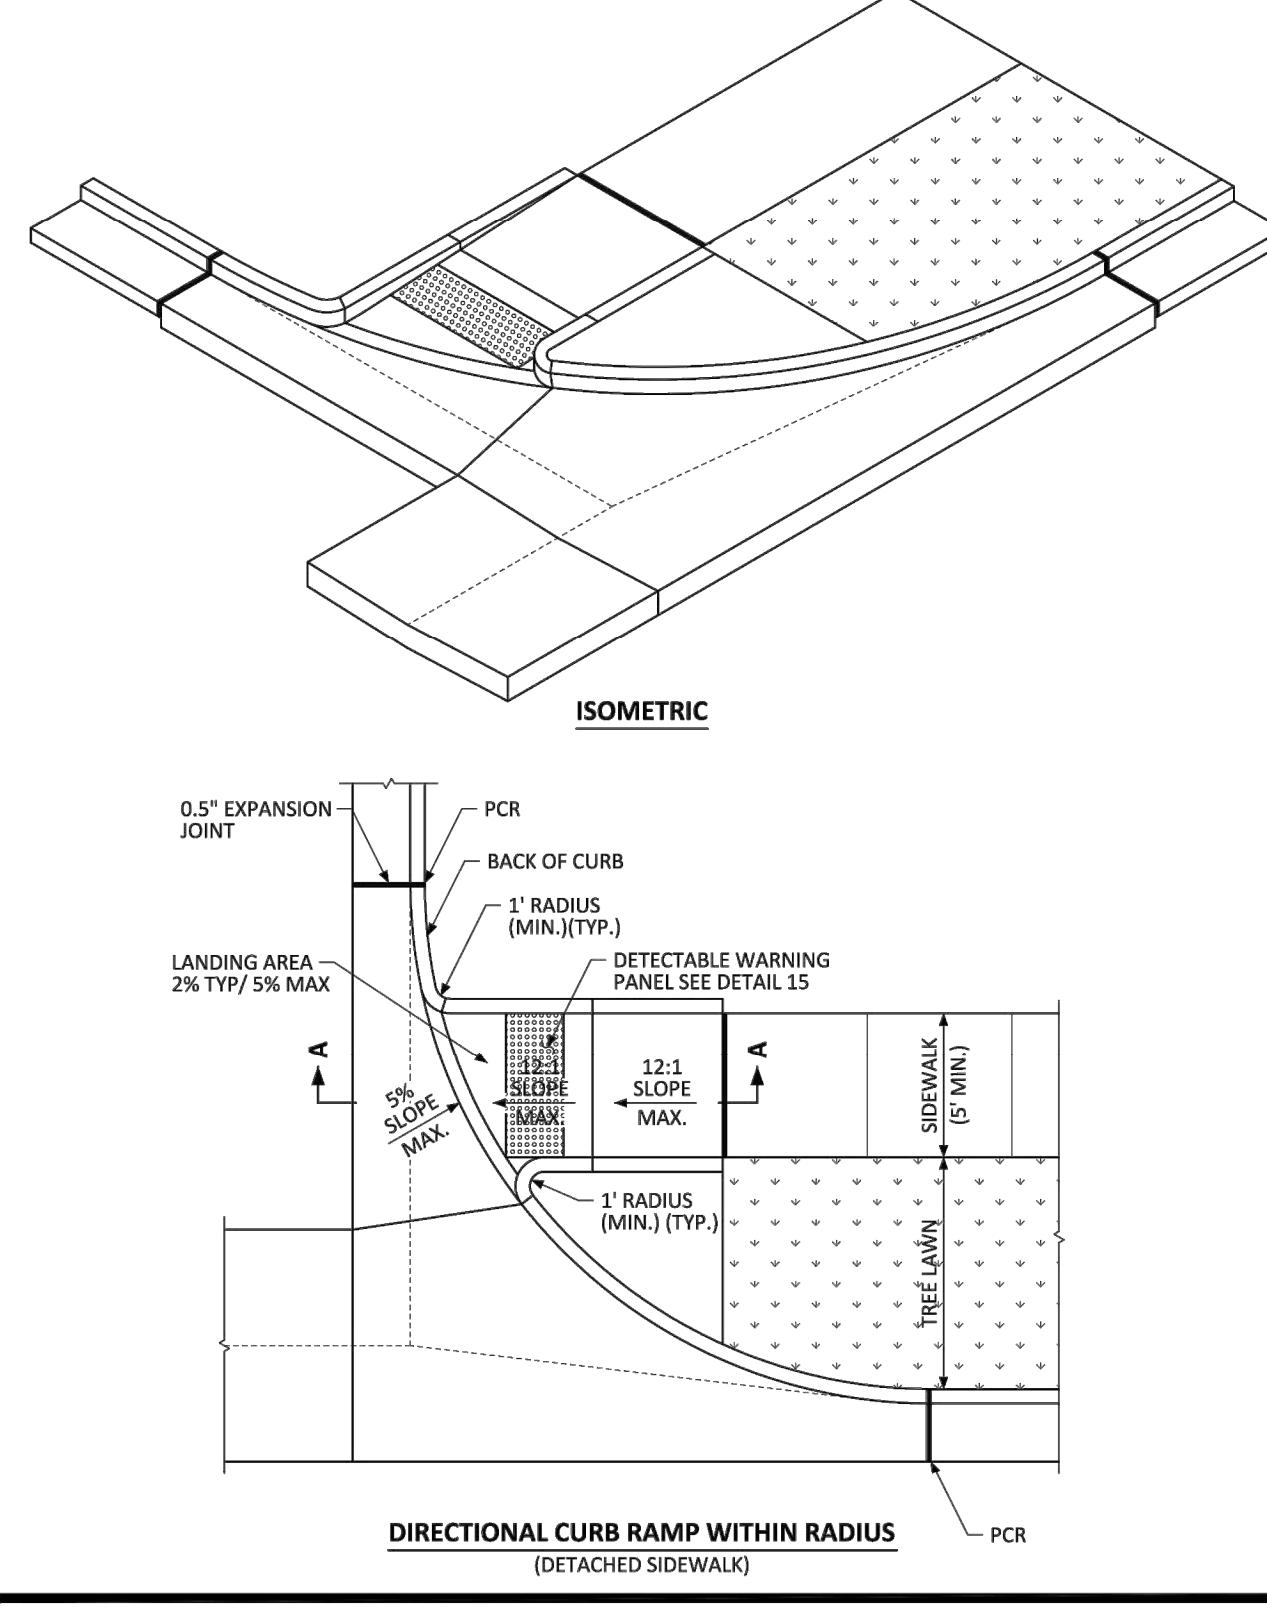 ISOMETRIC
0.5" EXPANSION
JOINT
PCR
BACK OF CURB
1' RADIUS
(MIN.)(TYP.)
LANDING AREA
2% TYP/ 5% MAX
DETECTABLE WARNING
PANEL SEE DETAIL 15
A
A
5%
SLOPE
MAX.
12:1
SLOPE
MAX.
12:1
SLOPE
MAX.
SIDEWALK
(5' MIN.)
1' RADIUS
(MIN.) (TYP.)
TREE LAWN
PCR
DIRECTIONAL CURB RAMP WITHIN RADIUS
(DETACHED SIDEWALK)